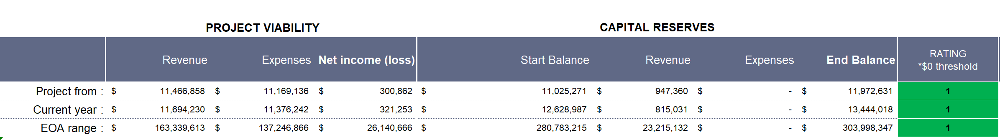 PROJECT VIABILITY CAPITAL RESERVES
Revenue Expenses Net income (loss) Start Balance Revenue Expenses End Balance RATING *$0 threshold
Project from : $ 11,466,858 $ 11,169,136 $ 300,862 $ 11,025,271 $ 947,360 $ - $ 11,972,631 1
Current year : $ 11,694,230 $ 11,376,242 $ 321,253 $ 12,628,987 $ 815,031 $ - $ 13,444,018 1
EOA range : $ 163,339,613 $ 137,246,866 $ 26,140,666 $ 280,783,215 $ 23,215,132 $ - $ 303,998,347 1